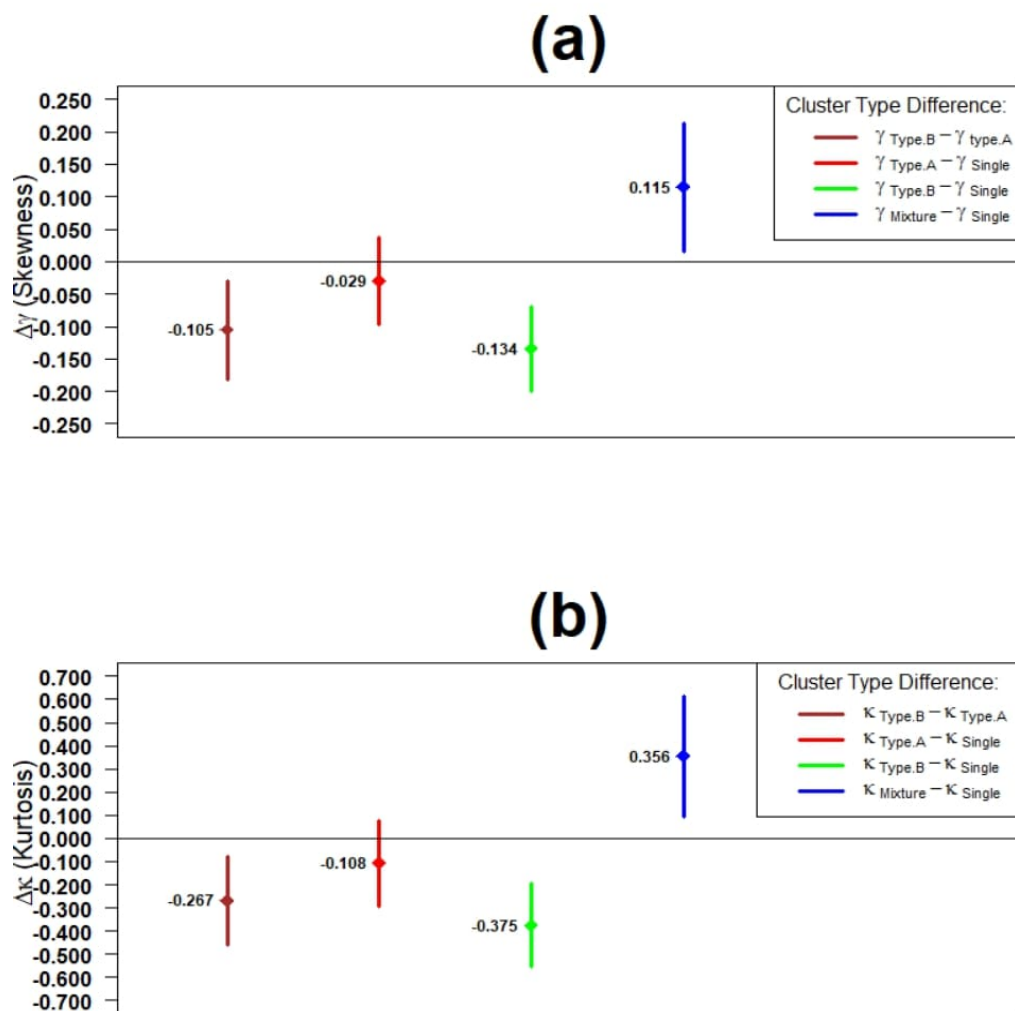 (a)
Δγ (Skewness)
0.250
0.200
0.150
0.100
0.050
0.000
-0.050
-0.100
-0.150
-0.200
-0.250
-0.105
-0.029
-0.134
0.115
Cluster Type Difference:
γ Type.B − γ type.A
γ Type.A − γ Single
γ Type.B − γ Single
γ Mixture − γ Single
(b)
Δκ (Kurtosis)
0.700
0.600
0.500
0.400
0.300
0.200
0.100
0.000
-0.100
-0.200
-0.300
-0.400
-0.500
-0.600
-0.700
-0.267
-0.108
-0.375
0.356
Cluster Type Difference:
κ Type.B − κ Type.A
κ Type.A − κ Single
κ Type.B − κ Single
κ Mixture − κ Single